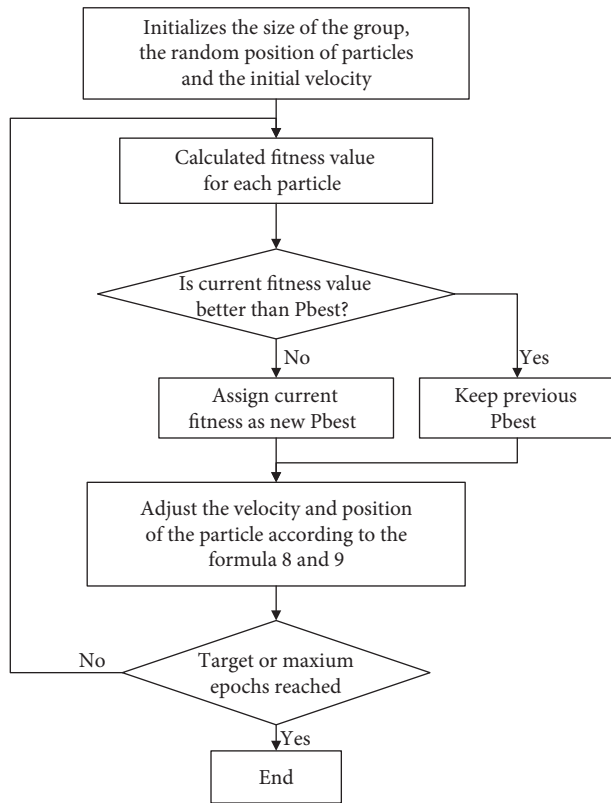 Initializes the size of the group,
the random position of particles
and the initial velocity
Calculated fitness value
for each particle
Is current fitness value
better than Pbest?
No
Yes
Assign current
fitness as new Pbest
Keep previous
Pbest
Adjust the velocity and position
of the particle according to the
formula 8 and 9
No
Target or maxium
epochs reached
Yes
End